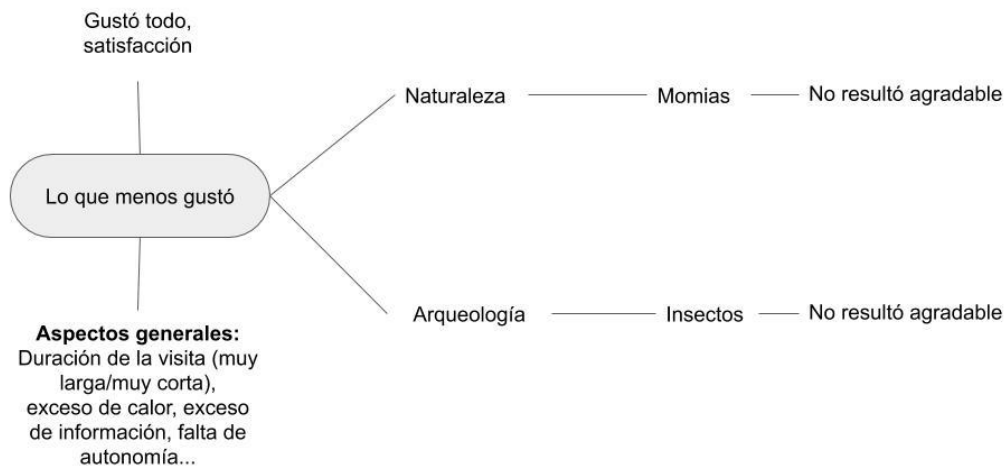 Gustó todo,
satisfacción
Naturaleza
Momias
No resultó agradable
Lo que menos gustó
Arqueología
Insectos
No resultó agradable
Aspectos generales:
Duración de la visita (muy
larga/muy corta),
exceso de calor, exceso
de información, falta de
autonomía...